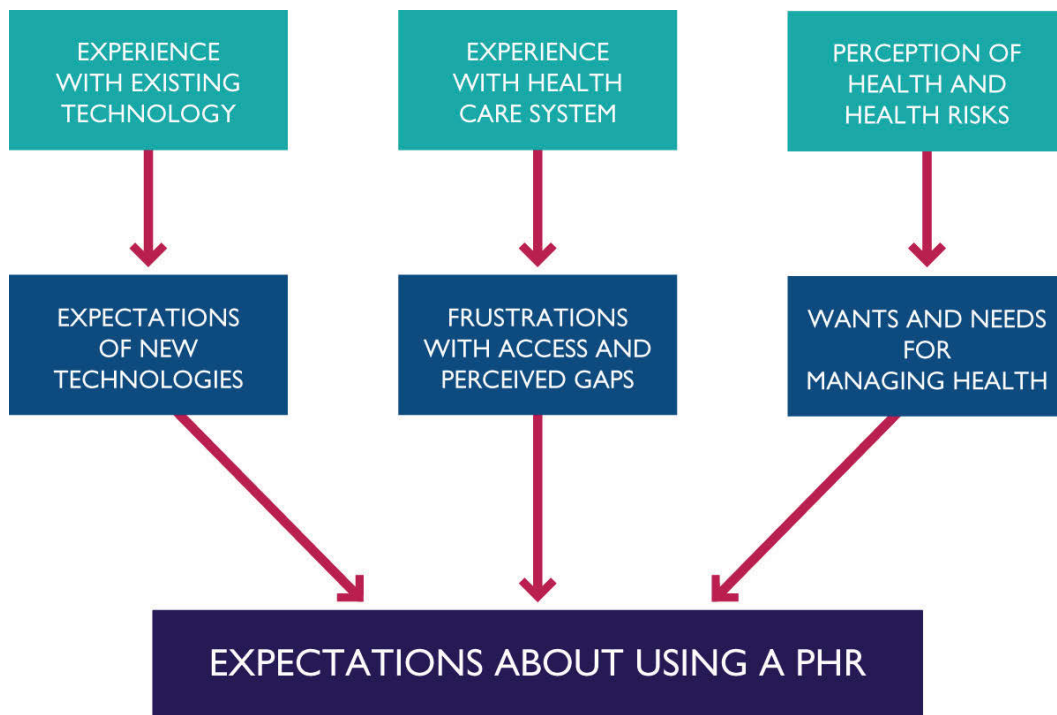 EXPERIENCE
WITH EXISTING
TECHNOLOGY
EXPERIENCE
WITH HEALTH
CARE SYSTEM
PERCEPTION OF
HEALTH AND
HEALTH RISKS
EXPECTATIONS
OF NEW
TECHNOLOGIES
FRUSTRATIONS
WITH ACCESS AND
PERCEIVED GAPS
WANTS AND NEEDS
FOR
MANAGING HEALTH
EXPECTATIONS ABOUT USING A PHR